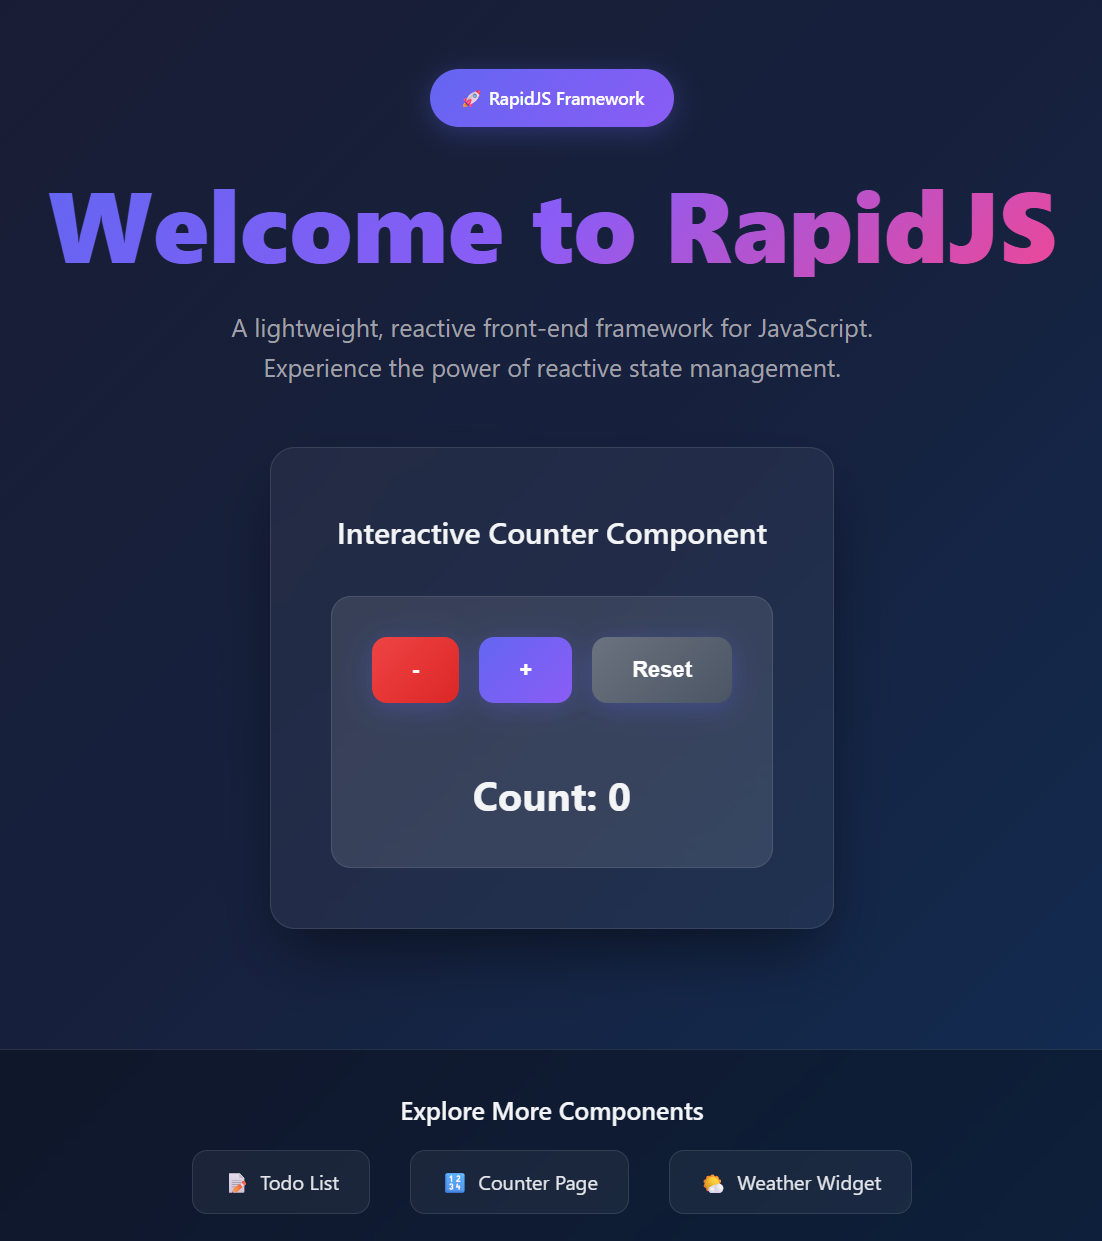 🚀 RapidJS Framework
Welcome to RapidJS
A lightweight, reactive front-end framework for JavaScript.
Experience the power of reactive state management.
Interactive Counter Component
- + Reset
Count: 0
Explore More Components
📝 Todo List 🔢 Counter Page 🌤️ Weather Widget